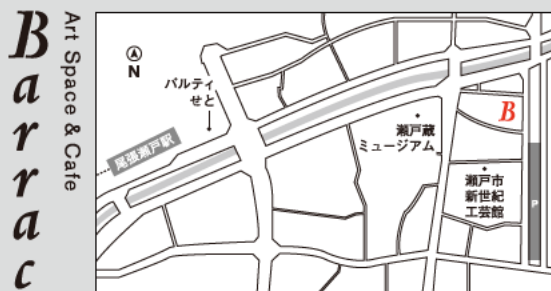 Barrac
Art Space & Cafe
N
パルティ
せと
尾張瀬戸駅
瀬戸蔵
ミュージアム
B
瀬戸市
新世紀
工芸館
P